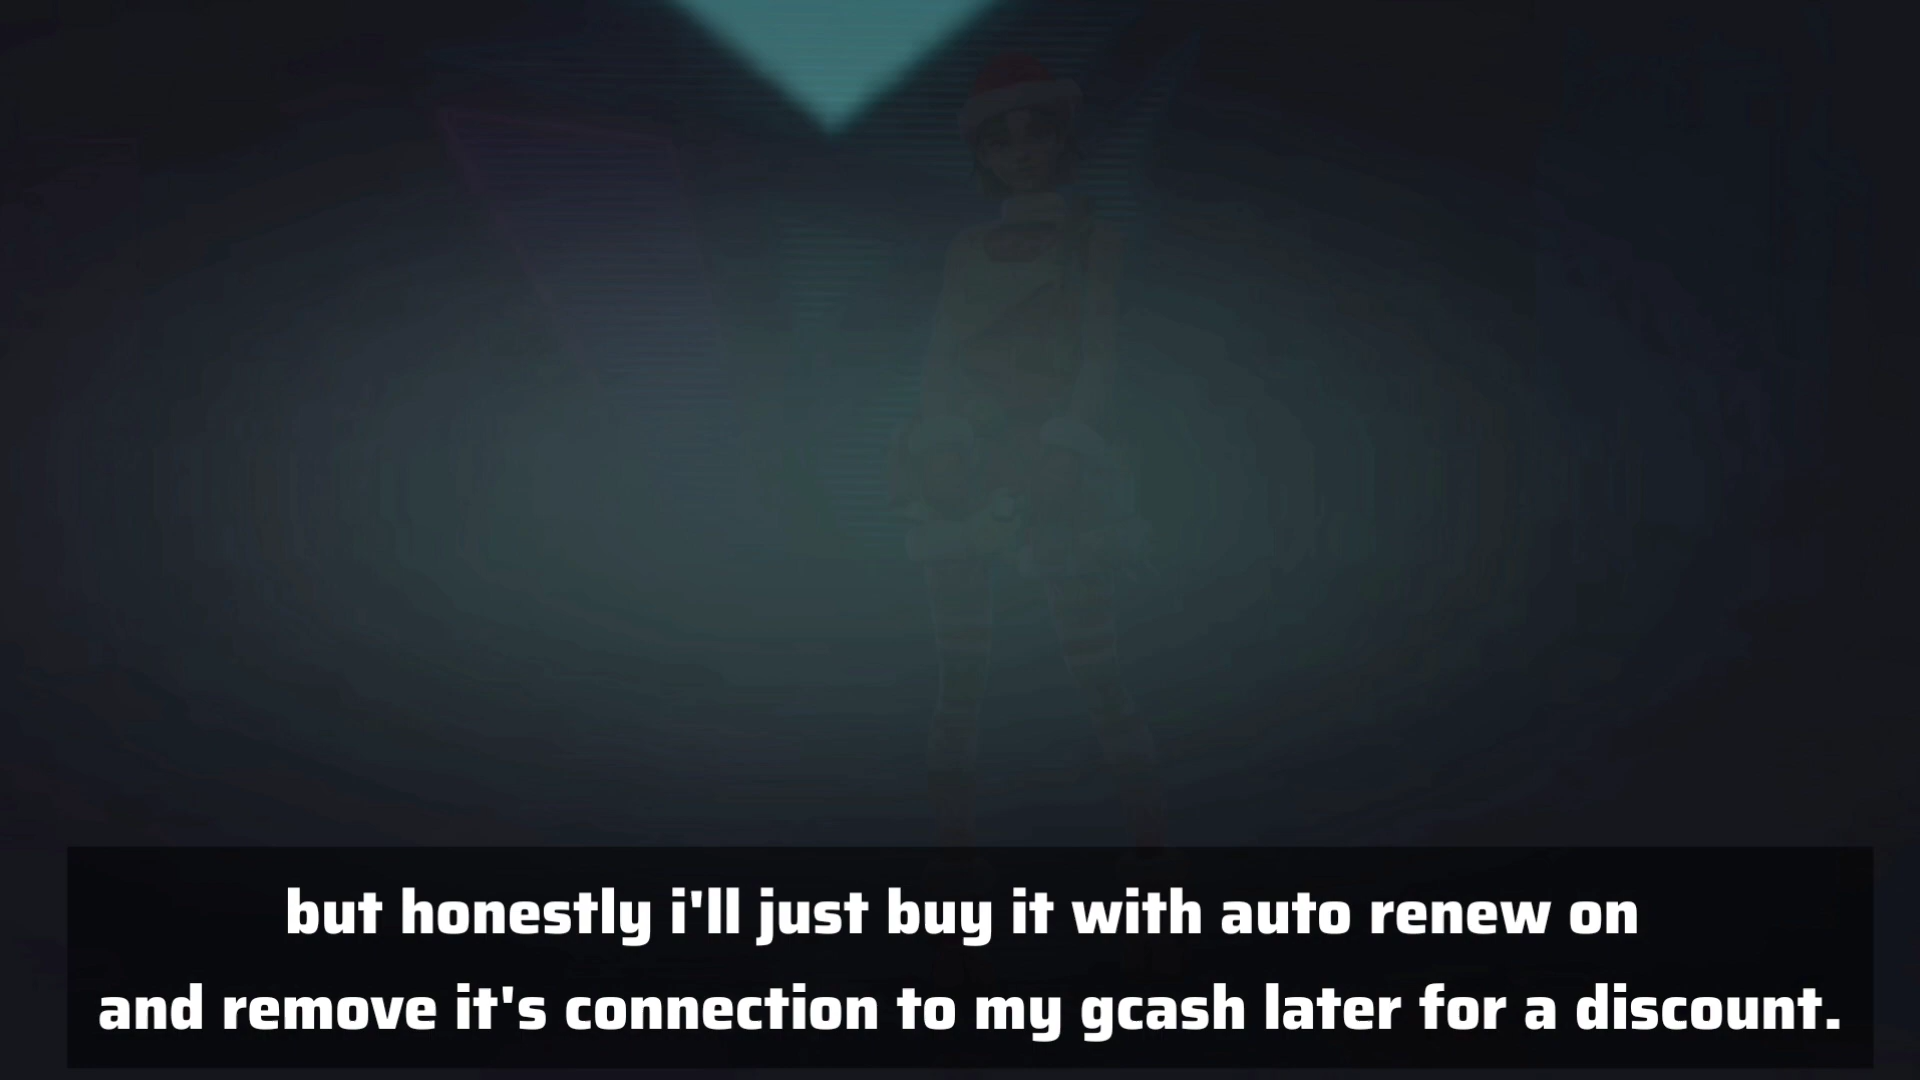 but honestly i'll just buy it with auto renew on
and remove it's connection to my gcash later for a discount.